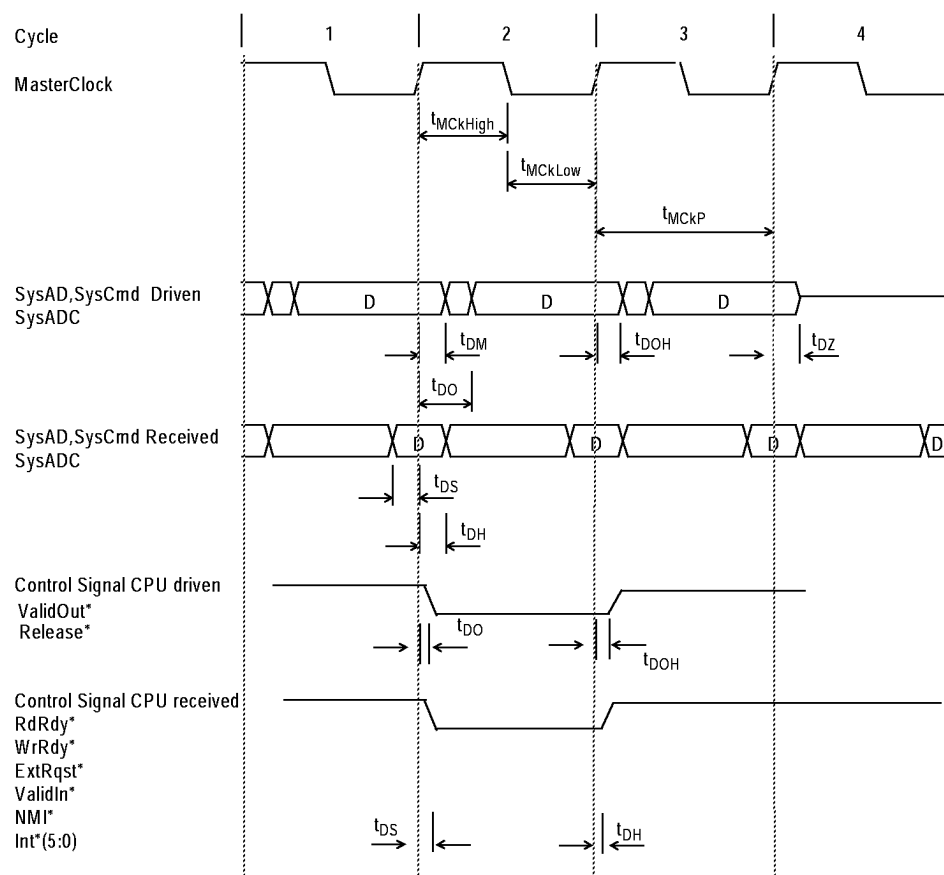 Cycle 1 2 3 4
MasterClock
tMCkHigh
tMCkLow
tMCkP
SysAD,SysCmd Driven
SysADC
D D D
tDM tDOH tDZ
tDO
SysAD,SysCmd Received
SysADC
D D D D
tDS
tDH
Control Signal CPU driven
ValidOut*
Release*
tDO
tDOH
Control Signal CPU received
RdRdy*
WrRdy*
ExtRqst*
ValidIn*
NMI*
Int*(5:0)
tDS tDH